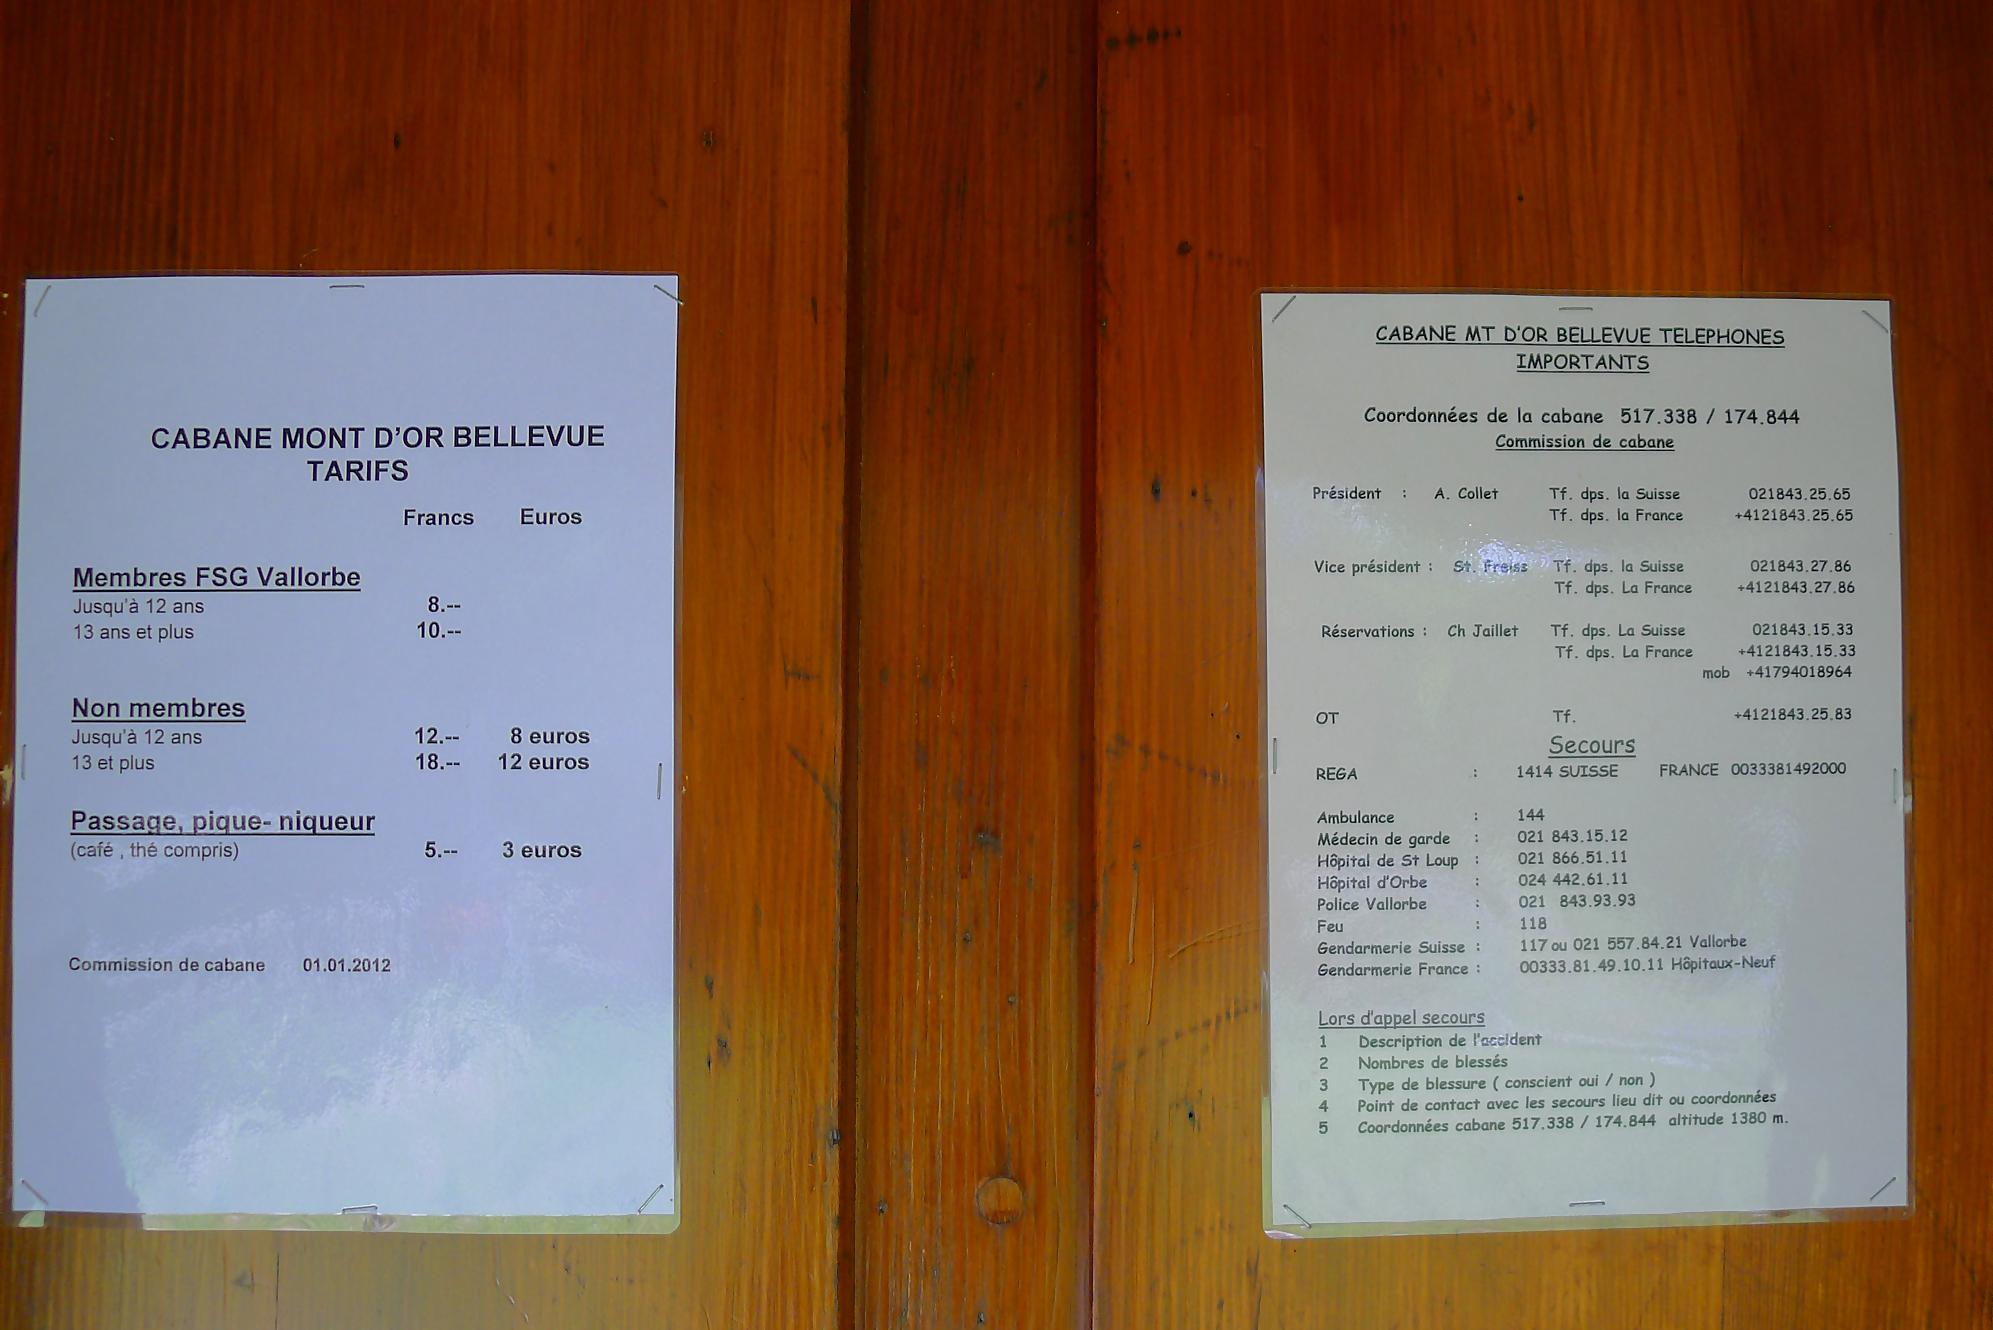 CABANE MONT D'OR BELLEVUE
TARIFS
Francs Euros
Membres FSG Vallorbe
Jusqu'à 12 ans 8.--
13 ans et plus 10.--
Non membres
Jusqu'à 12 ans 12.-- 8 euros
13 et plus 18.-- 12 euros
Passage, pique- niqueur
(café , thé compris) 5.-- 3 euros
Commission de cabane 01.01.2012
CABANE MT D'OR BELLEVUE TELEPHONES
IMPORTANTS
Coordonnées de la cabane 517.338 / 174.844
Commission de cabane
Président : A. Collet Tf. dps. la Suisse 021843.25.65
Tf. dps. la France +4121843.25.65
Vice président : St. Tf. dps. la Suisse 021843.27.86
Tf. dps. La France +4121843.27.86
Réservations : Ch Jaillet Tf. dps. La Suisse 021843.15.33
Tf. dps. La France +4121843.15.33
mob +41794018964
OT Tf. +4121843.25.83
Secours
REGA : 1414 SUISSE FRANCE 0033381492000
Ambulance : 144
Médecin de garde : 021 843.15.12
Hôpital de St Loup : 021 866.51.11
Hôpital d'Orbe : 024 442.61.11
Police Vallorbe : 021 843.93.93
Feu : 118
Gendarmerie Suisse : 117 ou 021 557.84.21 Vallorbe
Gendarmerie France : 00333.81.49.10.11 Hôpitaux-Neuf
Lors d'appel secours
1 Description de l'accident
2 Nombres de blessés
3 Type de blessure ( conscient oui / non )
4 Point de contact avec les secours lieu dit ou coordonnées
5 Coordonnées cabane 517.338 / 174.844 altitude 1380 m.